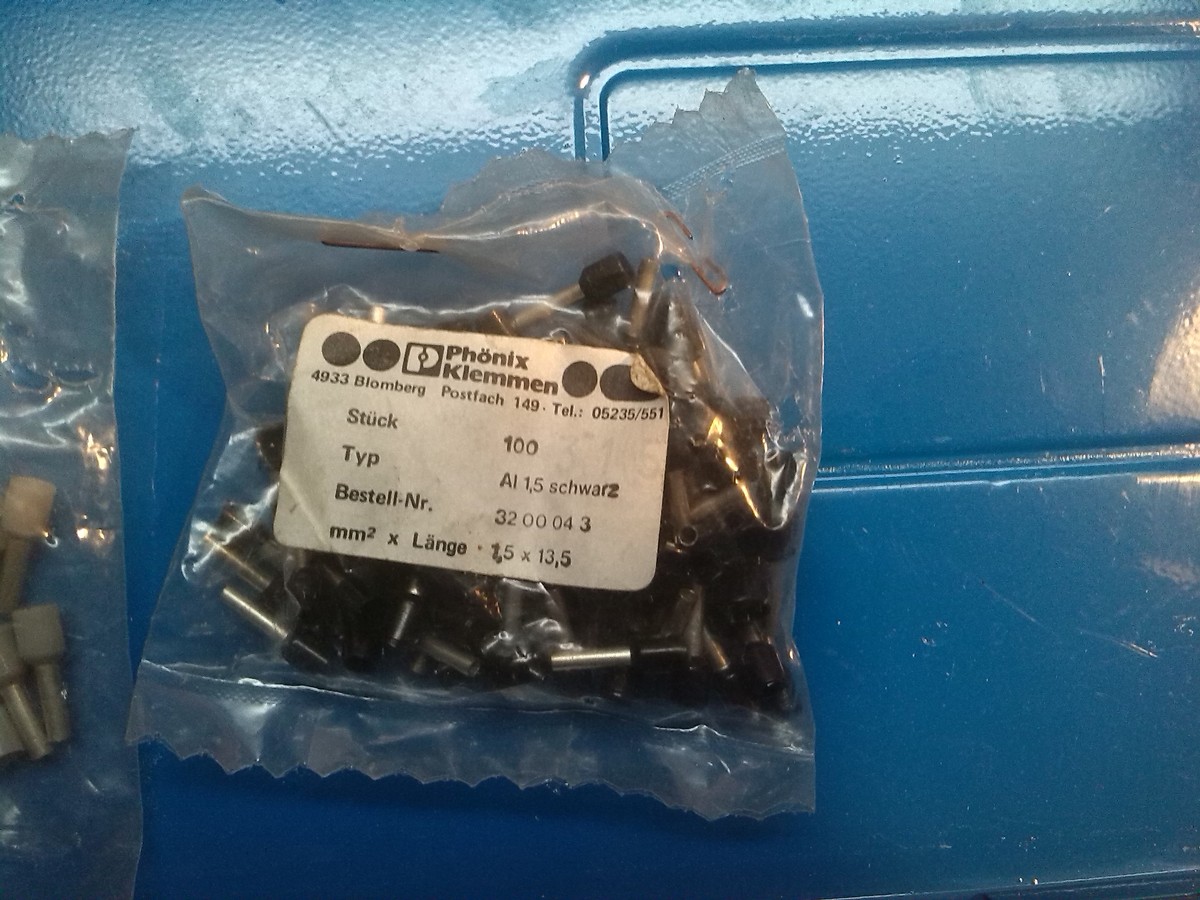 Phönix
Klemmen
4933 Blomberg Postfach 149 · Tel.: 05235/551
Stück 100
Typ Al 1,5 schwarz
Bestell-Nr. 32 00 04 3
mm² x Länge · 1,5 x 13,5